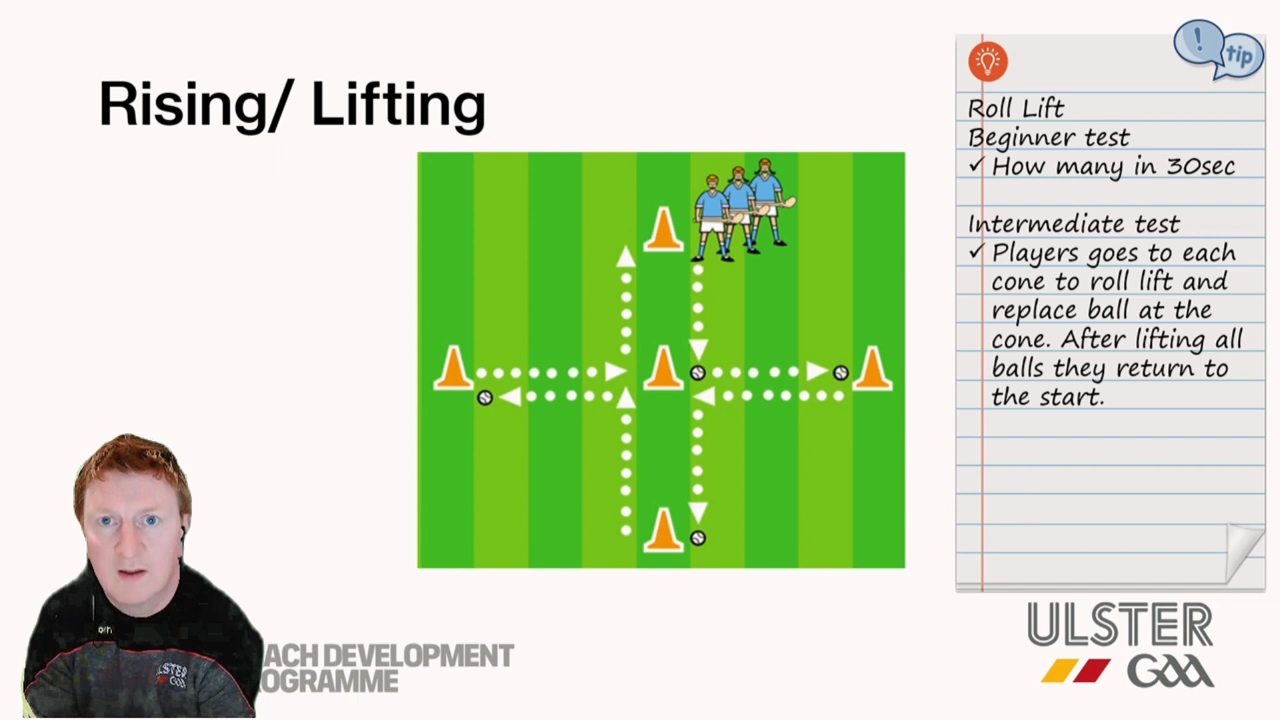 Rising/ Lifting
!
tip
Roll Lift
Beginner test
✓ How many in 30sec
Intermediate test
✓ Players goes to each
cone to roll lift and
replace ball at the
cone. After lifting all
balls they return to
the start.
ULSTER
GAA
ACH DEVELOPMENT
OGRAMME
ULSTER
GAA